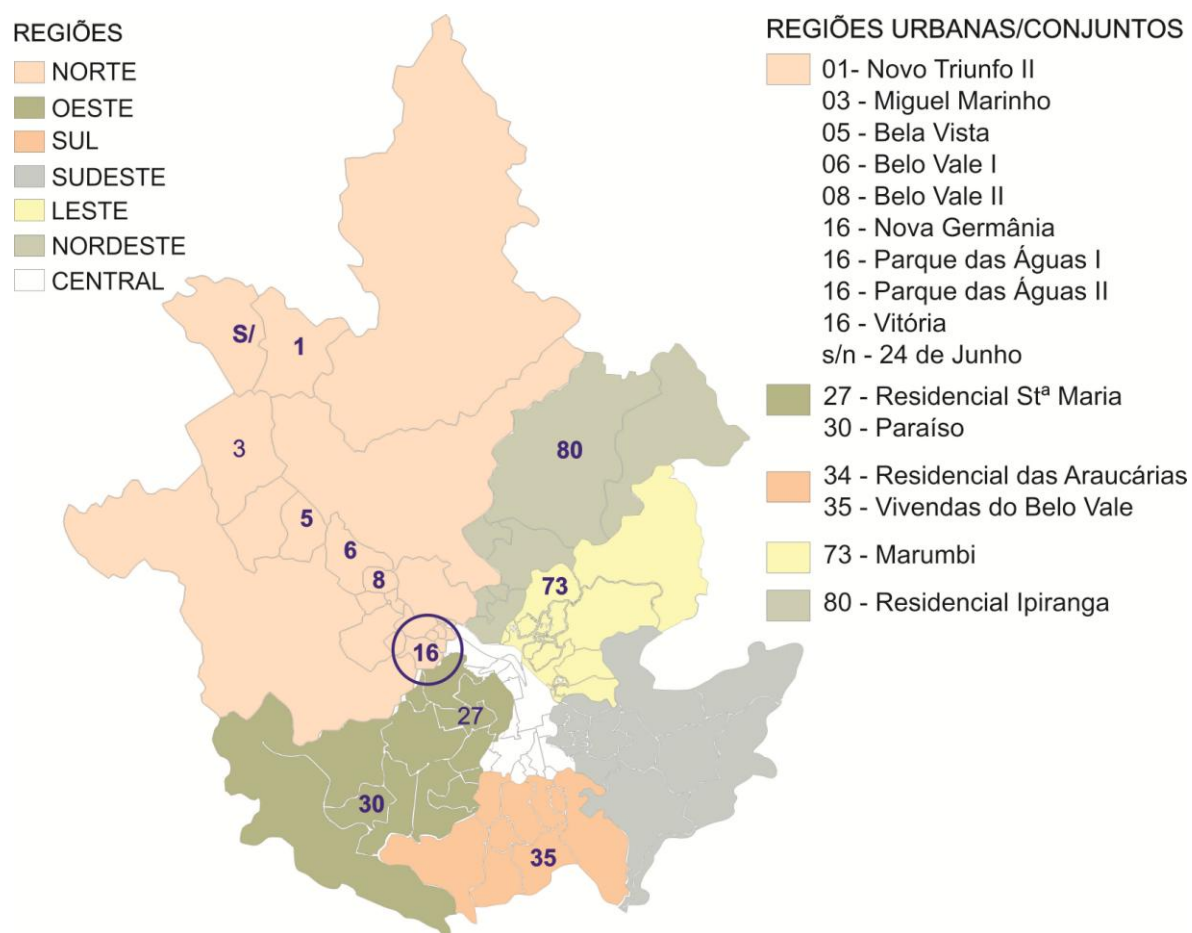 REGIÕES
NORTE
OESTE
SUL
SUDESTE
LESTE
NORDESTE
CENTRAL
REGIÕES URBANAS/CONJUNTOS
01- Novo Triunfo II
03 - Miguel Marinho
05 - Bela Vista
06 - Belo Vale I
08 - Belo Vale II
16 - Nova Germânia
16 - Parque das Águas I
16 - Parque das Águas II
16 - Vitória
s/n - 24 de Junho
27 - Residencial Stª Maria
30 - Paraíso
34 - Residencial das Araucárias
35 - Vivendas do Belo Vale
73 - Marumbi
80 - Residencial Ipiranga
S/
1
3
80
5
6
8
73
16
27
30
35